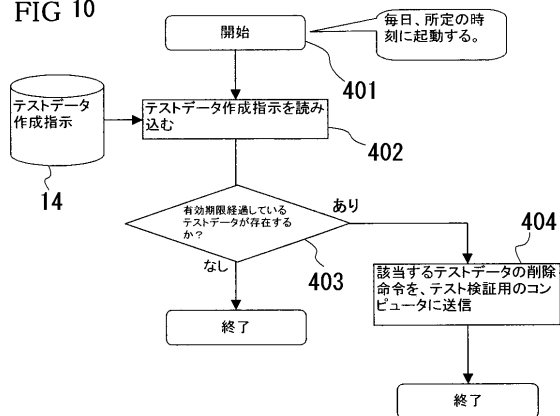 FIG 10
開始
毎日、所定の時
刻に起動する。
401
テストデータ
作成指示
14
テストデータ作成指示を読み
込む
402
有効期限経過している
テストデータが存在する
か?
あり
なし
403
404
該当するテストデータの削除
命令を、テスト検証用のコン
ピュータに送信
終了
終了